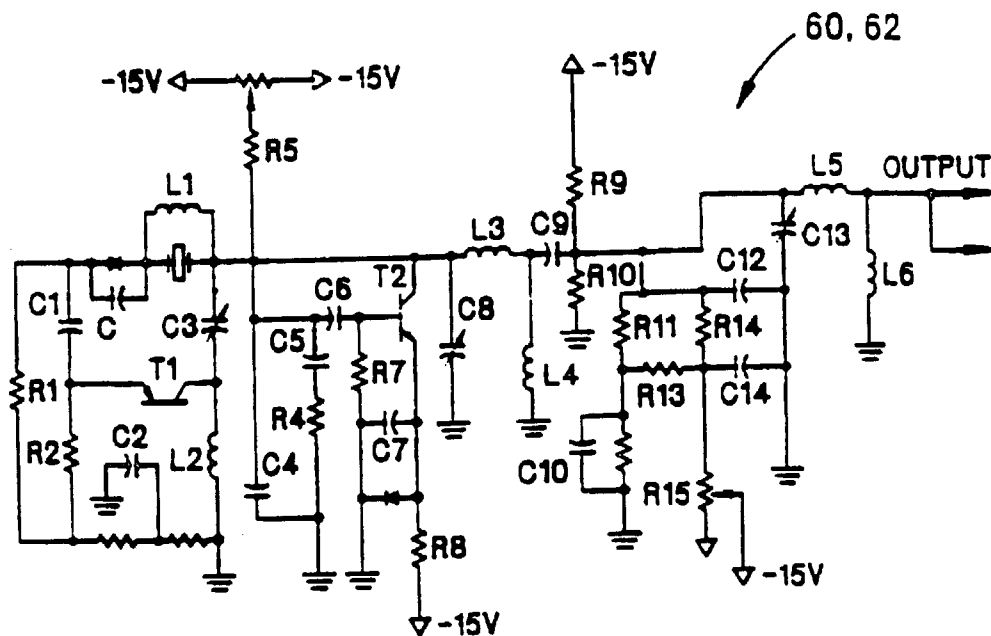 60, 62
-15V
-15V
-15V
R5
L1
R9
L5
OUTPUT
L3
C9
C13
T2
C12
R10
L6
C6
C8
C1
C
C3
C5
R11
R14
T1
R7
L4
R13
C14
R1
R4
C7
R2
C2
L2
C4
C10
R15
R8
-15V
-15V